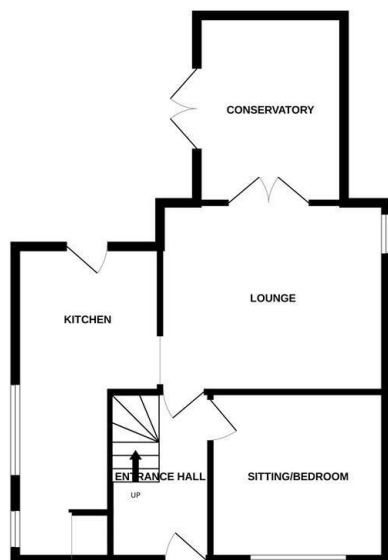 CONSERVATORY
LOUNGE
KITCHEN
ENTRANCE HALL
SITTING/BEDROOM
UP